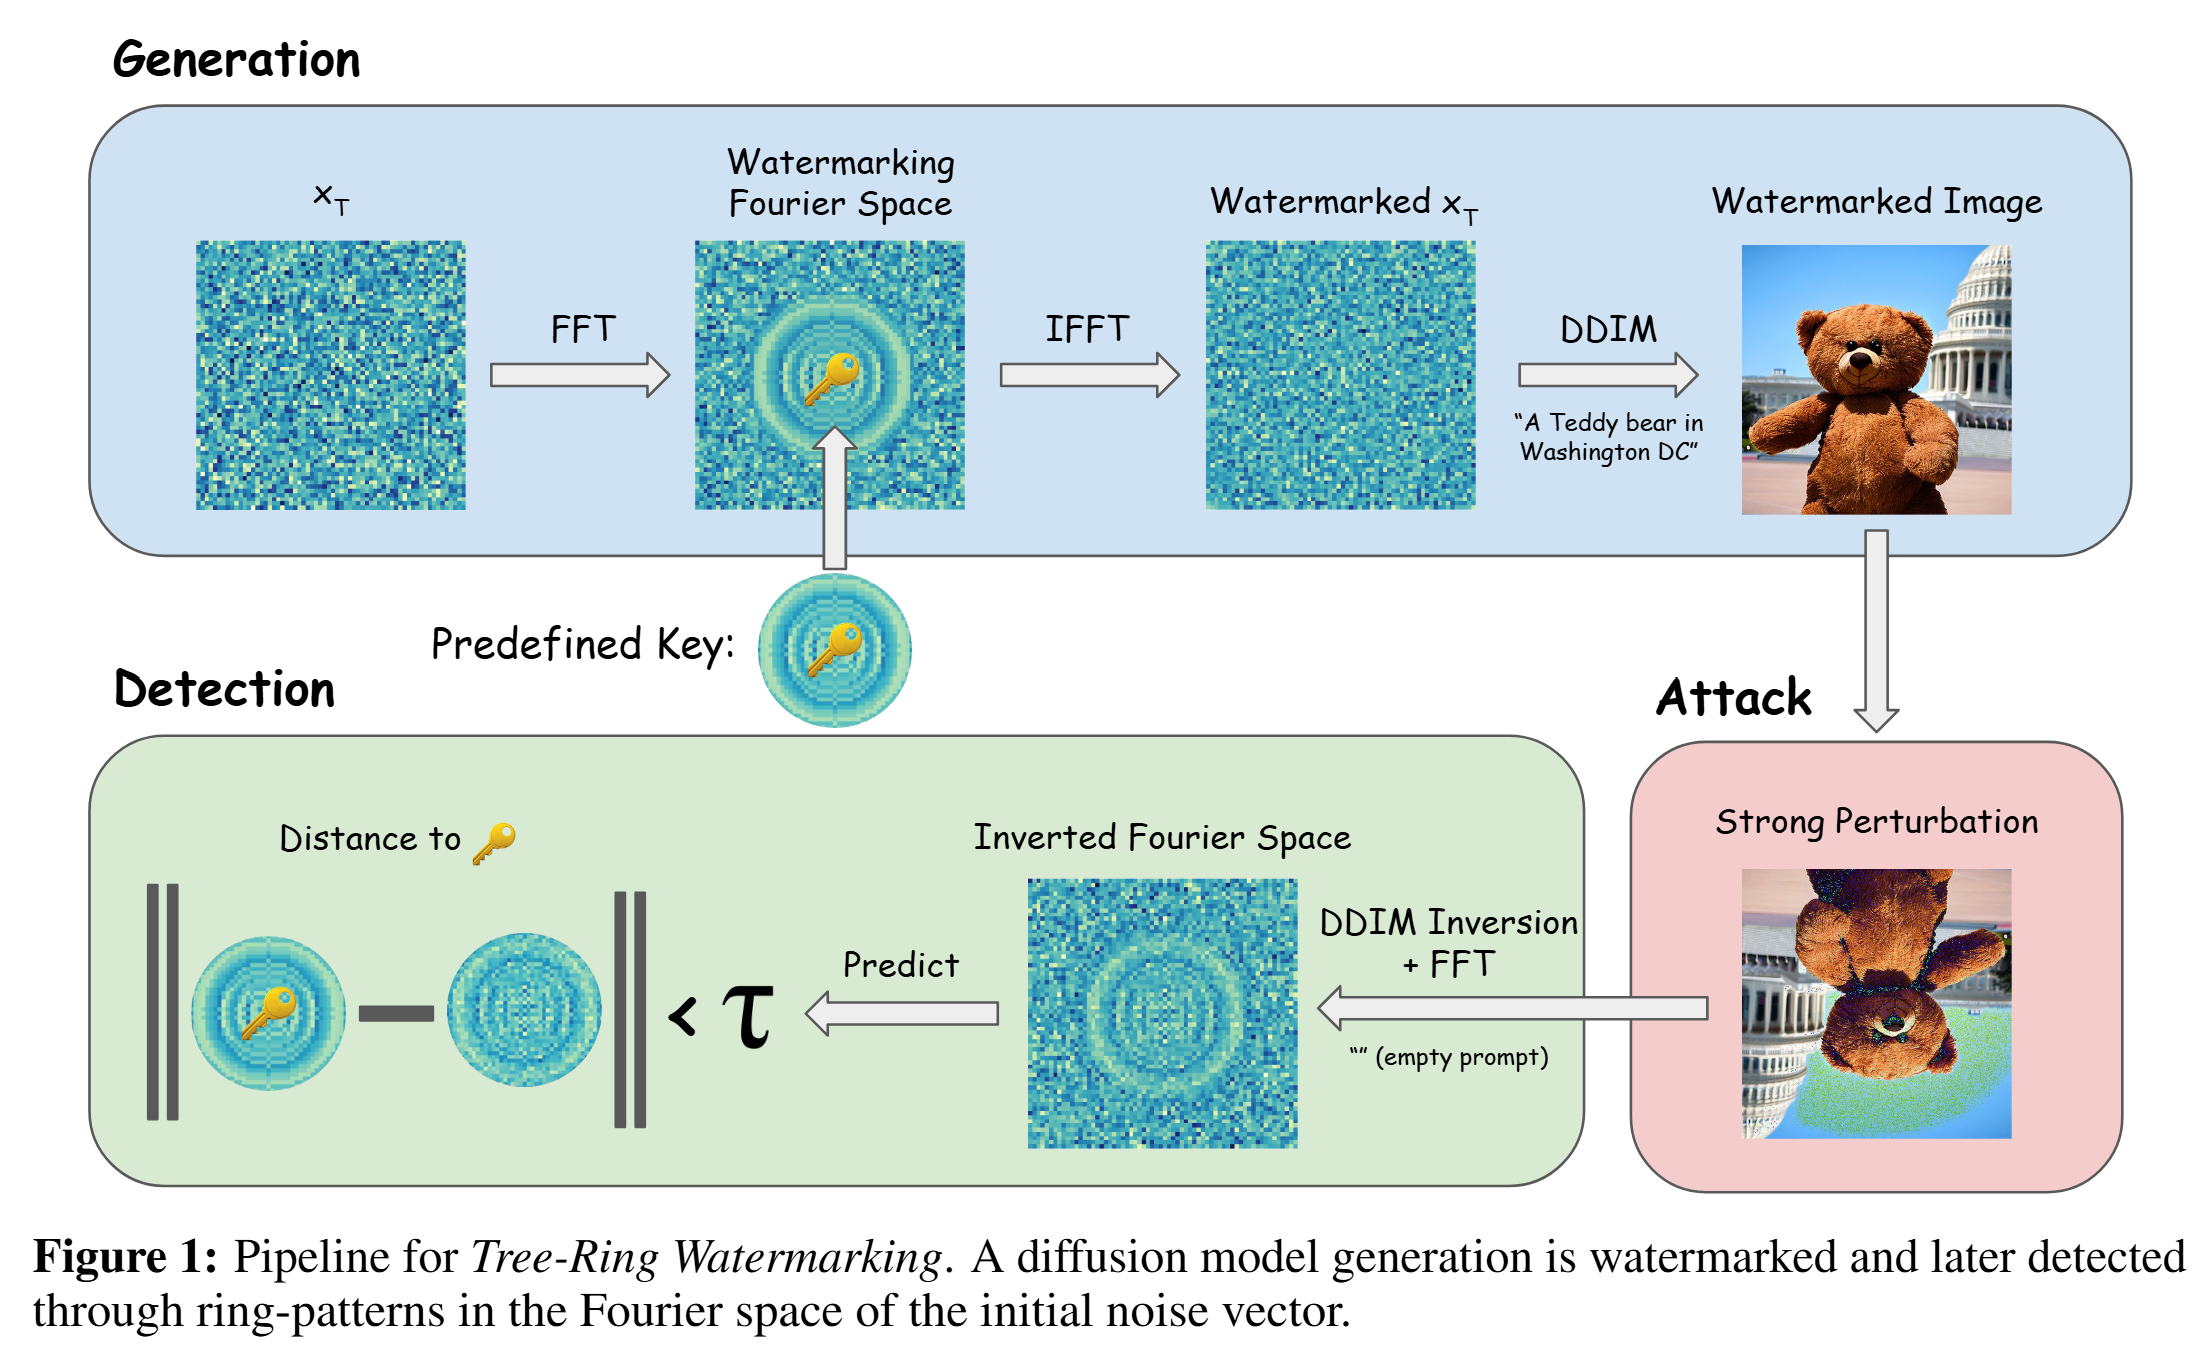 Generation
x_T
Watermarking
Fourier Space
Watermarked x_T
Watermarked Image
FFT
IFFT
DDIM
“A Teddy bear in
Washington DC”
Predefined Key:
Detection
Attack
Distance to
Inverted Fourier Space
Strong Perturbation
DDIM Inversion
+ FFT
Predict
< τ
“” (empty prompt)
Figure 1: Pipeline for Tree-Ring Watermarking. A diffusion model generation is watermarked and later detected
through ring-patterns in the Fourier space of the initial noise vector.